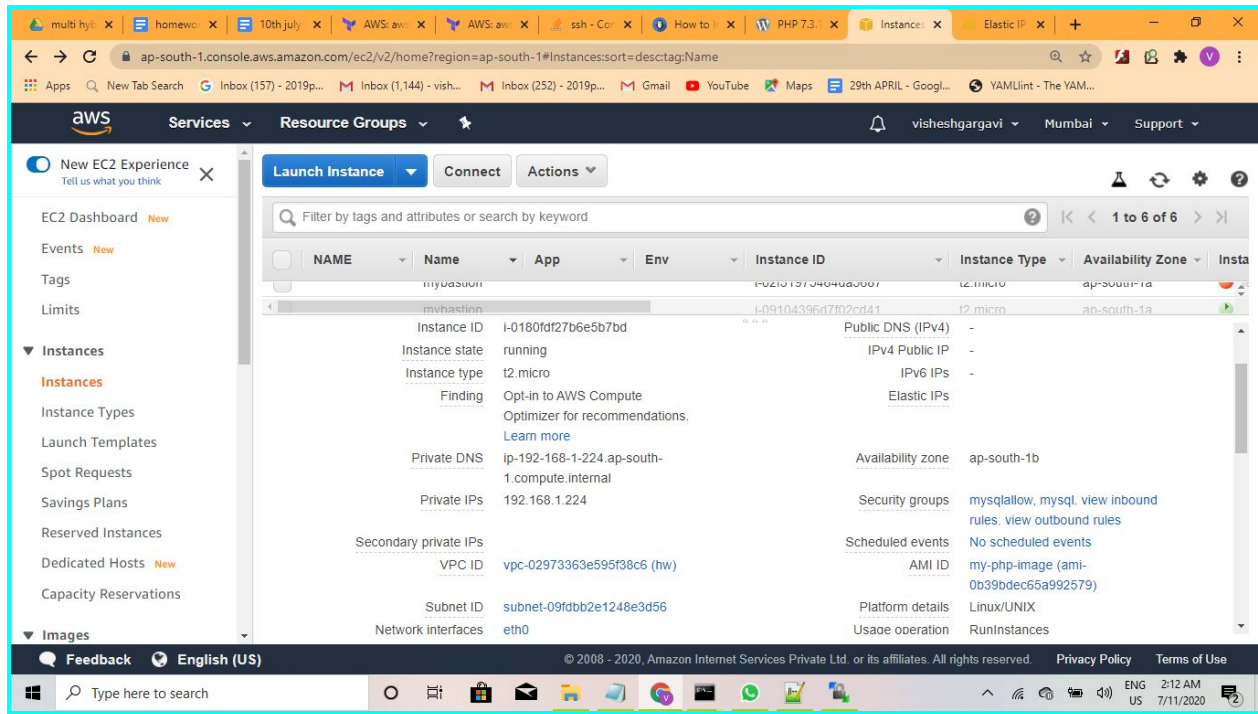 multi hyb
homewor
10th july
AWS: aws
AWS: aws
ssh - Con
How to
PHP 7.3.
Instances
Elastic IP
ap-south-1.console.aws.amazon.com/ec2/v2/home?region=ap-south-1#Instances:sort=desc:tag:Name
Apps New Tab Search Inbox (157) - 2019p... Inbox (1,144) - vish... Inbox (252) - 2019p... Gmail YouTube Maps 29th APRIL - Googl... YAMLlint - The YAM...
aws Services Resource Groups visheshgargavi Mumbai Support
New EC2 Experience
Tell us what you think
EC2 Dashboard New
Events New
Tags
Limits
Instances
Instances
Instance Types
Launch Templates
Spot Requests
Savings Plans
Reserved Instances
Dedicated Hosts New
Capacity Reservations
Images
Launch Instance Connect Actions
Filter by tags and attributes or search by keyword 1 to 6 of 6
NAME Name App Env Instance ID Instance Type Availability Zone Insta
mybastion t2.micro ap-south-1a
mybastion i-09104396d7f02cd41 t2.micro ap-south-1a
Instance ID i-0180fdf27b6e5b7bd
Instance state running
Instance type t2.micro
Finding Opt-in to AWS Compute
Optimizer for recommendations.
Learn more
Private DNS ip-192-168-1-224.ap-south-
1.compute.internal
Private IPs 192.168.1.224
Secondary private IPs
VPC ID vpc-02973363e595f38c6 (hw)
Subnet ID subnet-09fdbb2e1248e3d56
Network interfaces eth0
Public DNS (IPv4) -
IPv4 Public IP -
IPv6 IPs -
Elastic IPs
Availability zone ap-south-1b
Security groups mysqlallow, mysql. view inbound
rules. view outbound rules
Scheduled events No scheduled events
AMI ID my-php-image (ami-
0b39bdec65a992579)
Platform details Linux/UNIX
Usage operation RunInstances
Feedback English (US) © 2008 - 2020, Amazon Internet Services Private Ltd. or its affiliates. All rights reserved. Privacy Policy Terms of Use
Type here to search
ENG
US
2:12 AM
7/11/2020
2